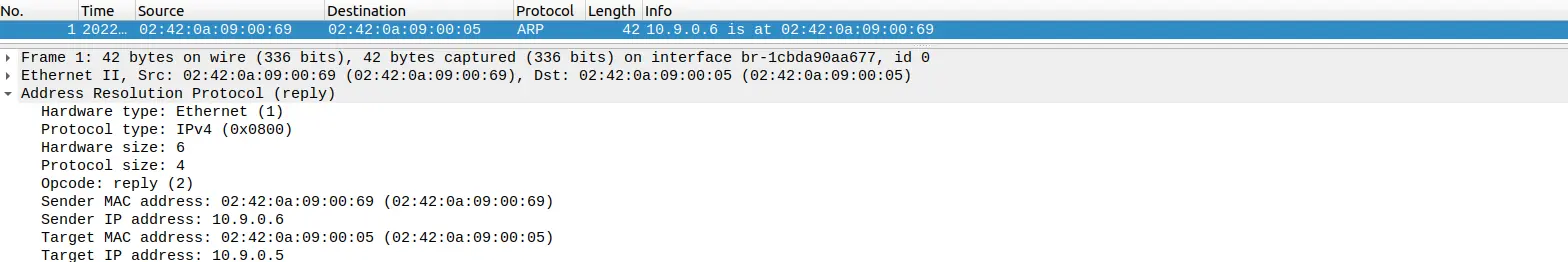 No. Time Source Destination Protocol Length Info
1 2022… 02:42:0a:09:00:69 02:42:0a:09:00:05 ARP 42 10.9.0.6 is at 02:42:0a:09:00:69
Frame 1: 42 bytes on wire (336 bits), 42 bytes captured (336 bits) on interface br-1cbda90aa677, id 0
Ethernet II, Src: 02:42:0a:09:00:69 (02:42:0a:09:00:69), Dst: 02:42:0a:09:00:05 (02:42:0a:09:00:05)
Address Resolution Protocol (reply)
Hardware type: Ethernet (1)
Protocol type: IPv4 (0x0800)
Hardware size: 6
Protocol size: 4
Opcode: reply (2)
Sender MAC address: 02:42:0a:09:00:69 (02:42:0a:09:00:69)
Sender IP address: 10.9.0.6
Target MAC address: 02:42:0a:09:00:05 (02:42:0a:09:00:05)
Target IP address: 10.9.0.5